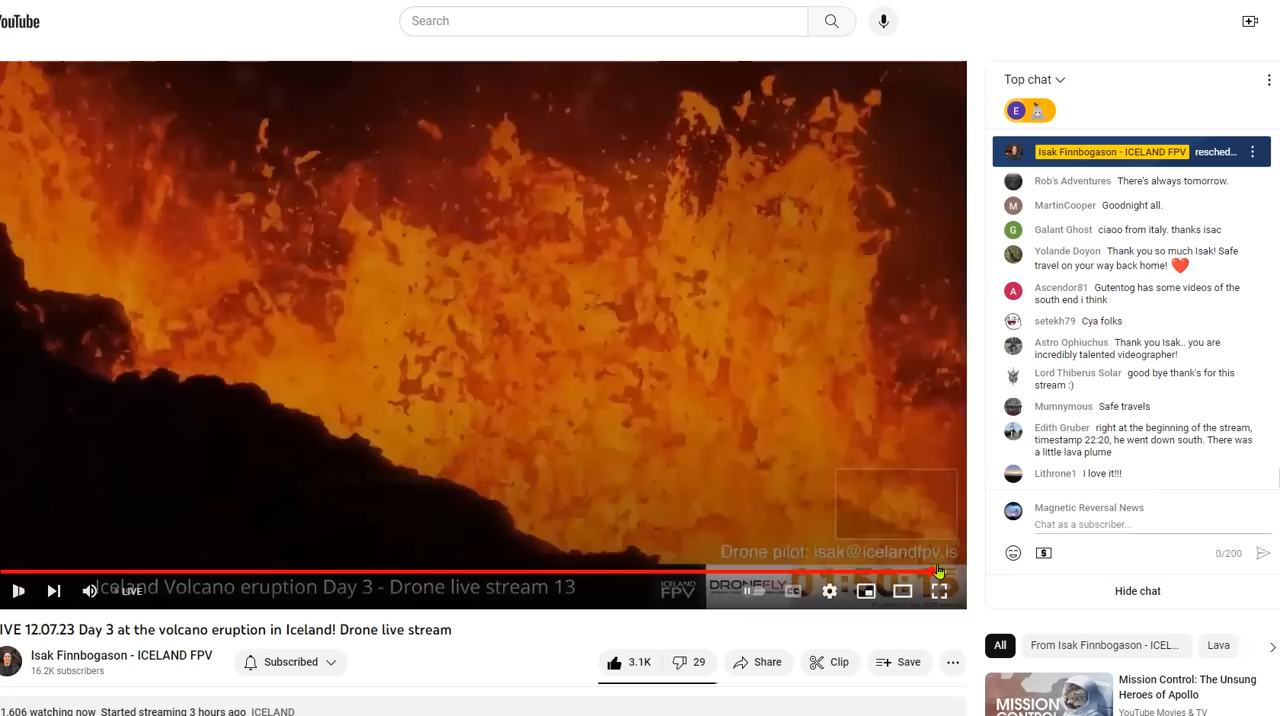 YouTube
Search
Top chat
E
Isak Finnbogason - ICELAND FPV resched...
Rob's Adventures There's always tomorrow.
M MartinCooper Goodnight all.
G Galant Ghost ciaoo from italy. thanks isac
Yolande Doyon Thank you so much Isak! Safe
travel on your way back home! ❤️
A Ascendor81 Gutentog has some videos of the
south end i think
setekh79 Cya folks
Astro Ophiuchus Thank you Isak.. you are
incredibly talented videographer!
Lord Thiberus Solar good bye thank's for this
stream :)
Mumnymous Safe travels
Edith Gruber right at the beginning of the stream,
timestamp 22:20, he went down south. There was
a little lava plume
Lithrone1 I love it!!!
Magnetic Reversal News
Chat as a subscriber...
0/200
Hide chat
Drone pilot: isak@icelandfpv.is
Iceland Volcano eruption Day 3 - Drone live stream 13
LIVE
ICELAND
FPV
DRONEFLY
CC
IVE 12.07.23 Day 3 at the volcano eruption in Iceland! Drone live stream
Isak Finnbogason - ICELAND FPV
16.2K subscribers
Subscribed
3.1K
29
Share
Clip
Save
1,606 watching now Started streaming 3 hours ago ICELAND
All
From Isak Finnbogason - ICEL...
Lava
Mission Control: The Unsung
Heroes of Apollo
YouTube Movies & TV
MISSION